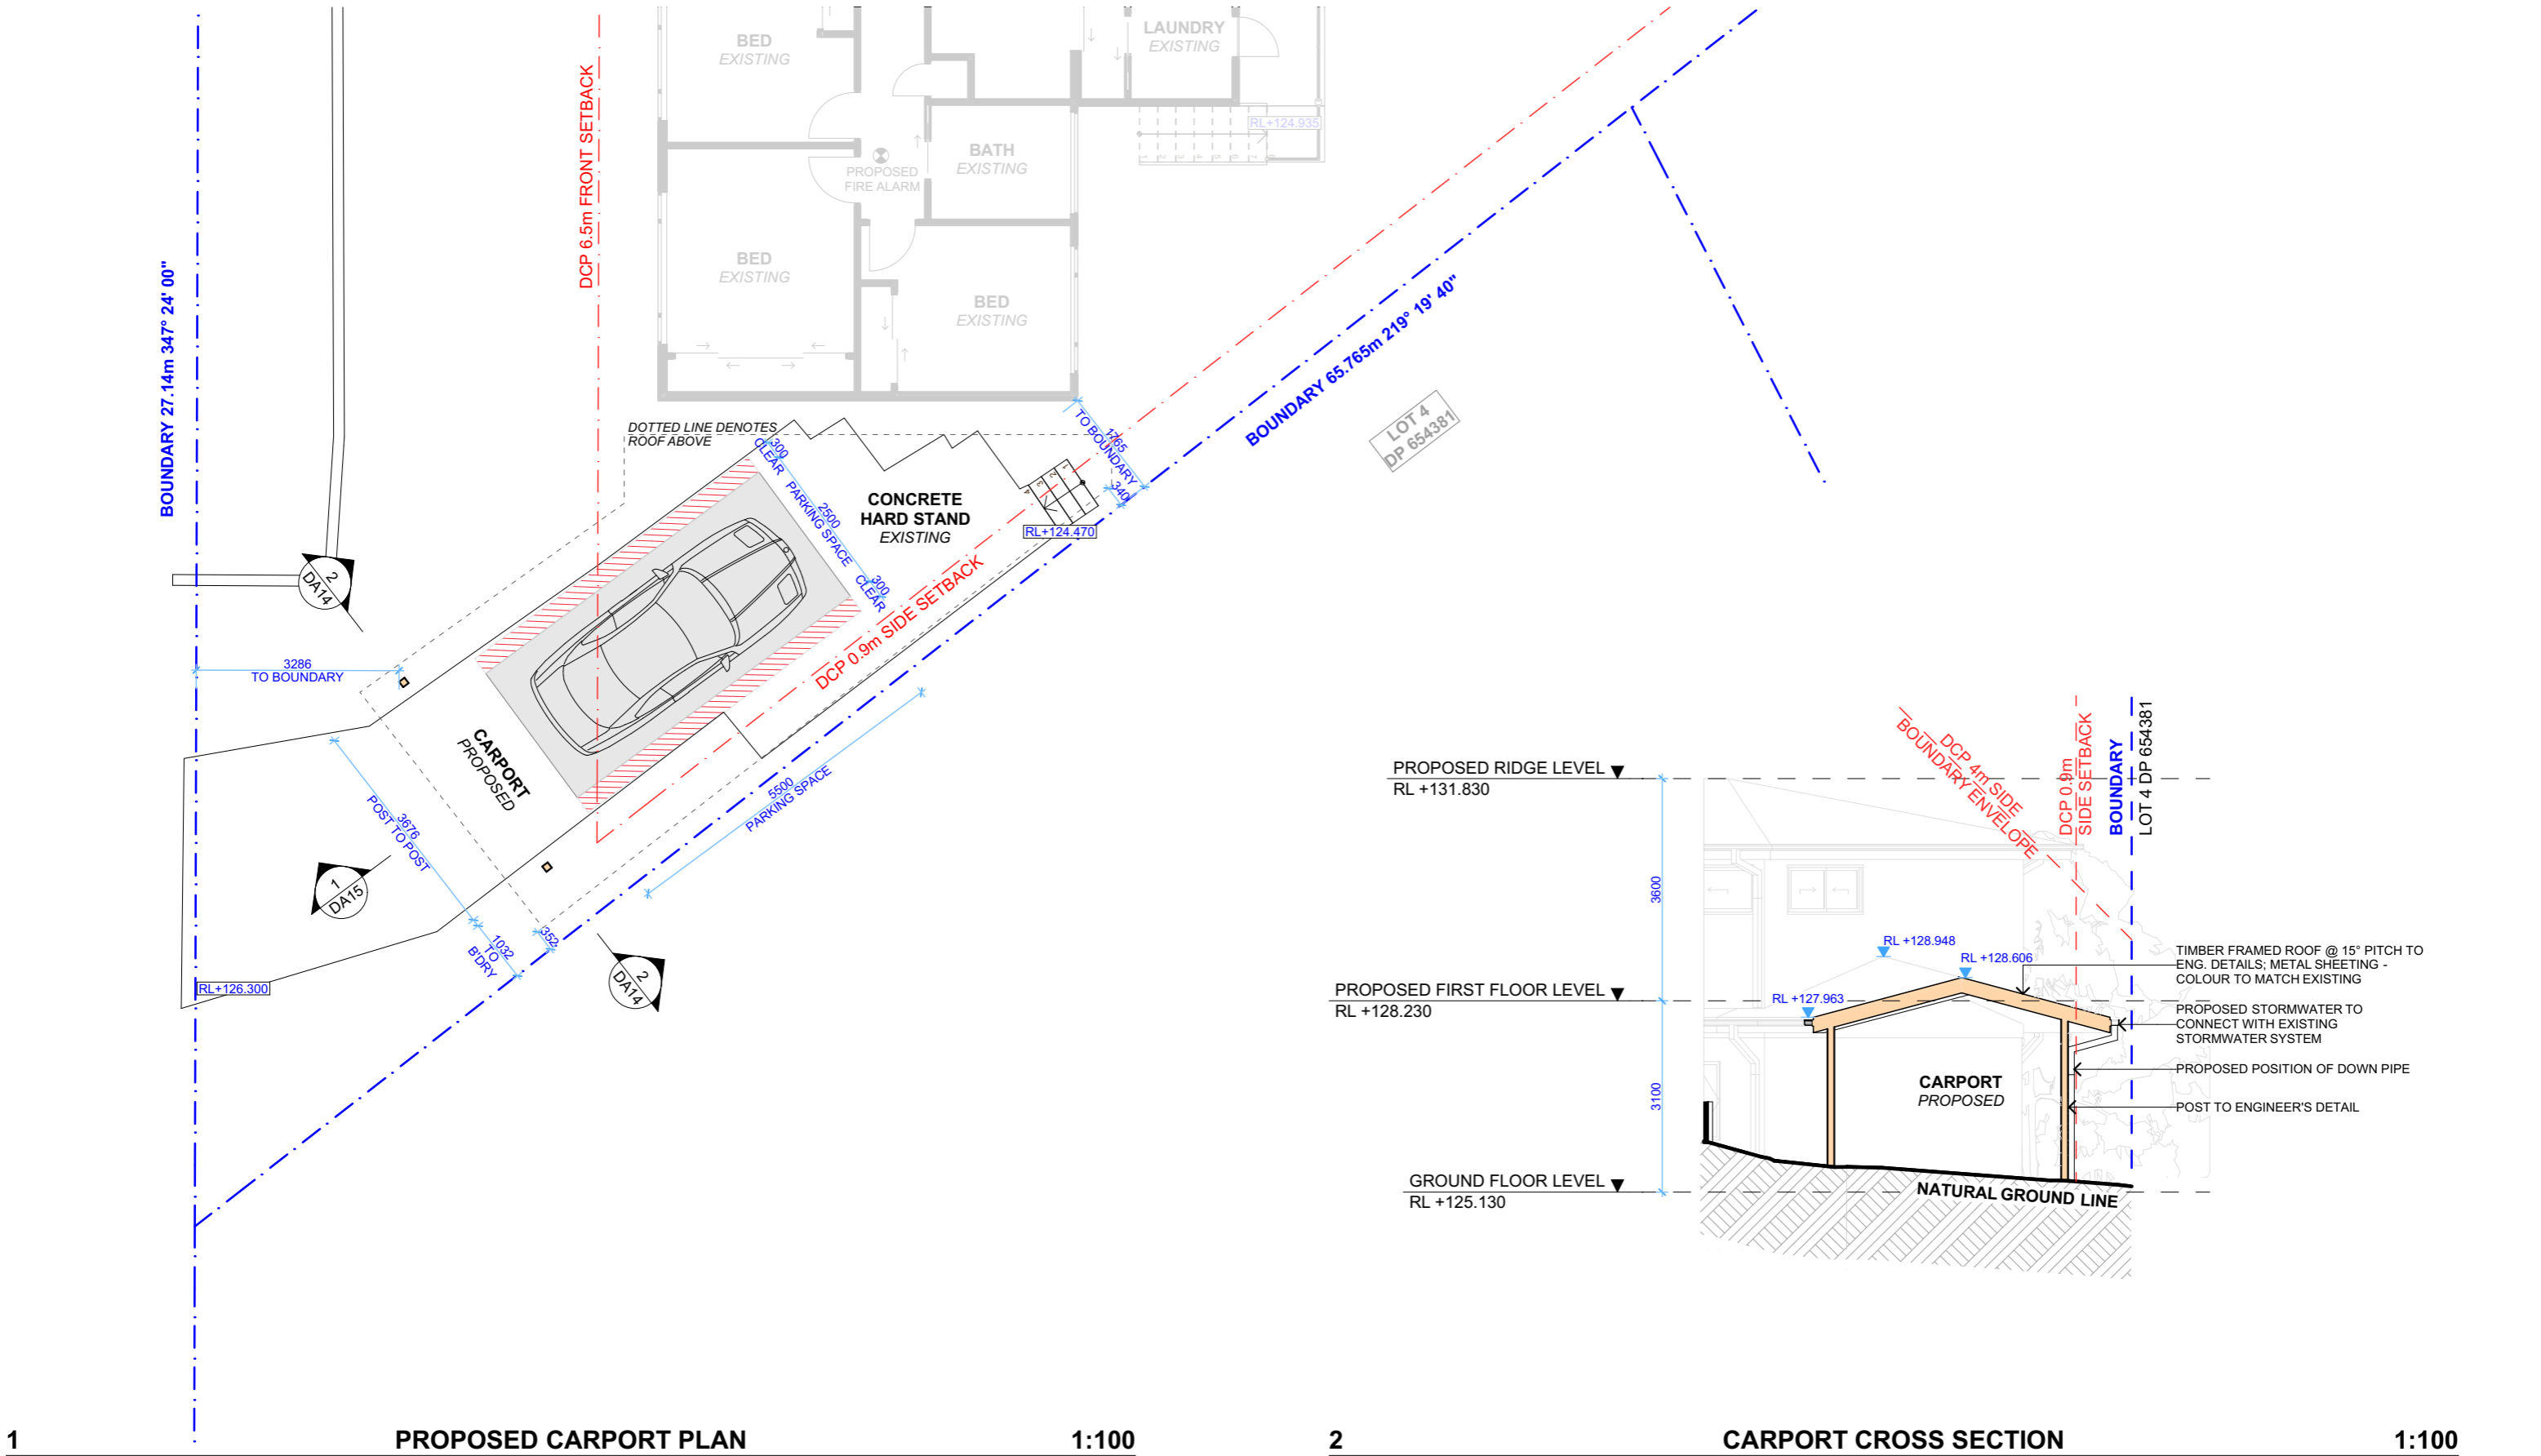 BED
EXISTING
LAUNDRY
EXISTING
RL+124.935
BATH
EXISTING
PROPOSED
FIRE ALARM
BED
EXISTING
BED
EXISTING
DCP 6.5m FRONT SETBACK
BOUNDARY 27.14m 347° 24' 00"
BOUNDARY 65.765m 219° 19' 40"
LOT 4
DP 654381
DOTTED LINE DENOTES
ROOF ABOVE
1765
TO BOUNDARY
340
300
CLEAR
2500
PARKING SPACE
300
CLEAR
CONCRETE
HARD STAND
EXISTING
1
2
3
4
RL+124.470
DCP 0.9m SIDE SETBACK
2
DA14
3286
TO BOUNDARY
CARPORT
PROPOSED
5500
PARKING SPACE
3676
POST TO POST
1
DA15
1032
TO
B'DRY
352
2
DA14
RL+126.300
1
PROPOSED CARPORT PLAN
1:100
PROPOSED RIDGE LEVEL
RL +131.830
DCP 4m SIDE
BOUNDARY ENVELOPE
DCP 0.9m
SIDE SETBACK
BOUNDARY
LOT 4 DP 654381
3600
RL +128.948
RL +128.606
RL +127.963
PROPOSED FIRST FLOOR LEVEL
RL +128.230
TIMBER FRAMED ROOF @ 15° PITCH TO
ENG. DETAILS; METAL SHEETING -
COLOUR TO MATCH EXISTING
PROPOSED STORMWATER TO
CONNECT WITH EXISTING
STORMWATER SYSTEM
PROPOSED POSITION OF DOWN PIPE
POST TO ENGINEER'S DETAIL
3100
CARPORT
PROPOSED
GROUND FLOOR LEVEL
RL +125.130
NATURAL GROUND LINE
2
CARPORT CROSS SECTION
1:100